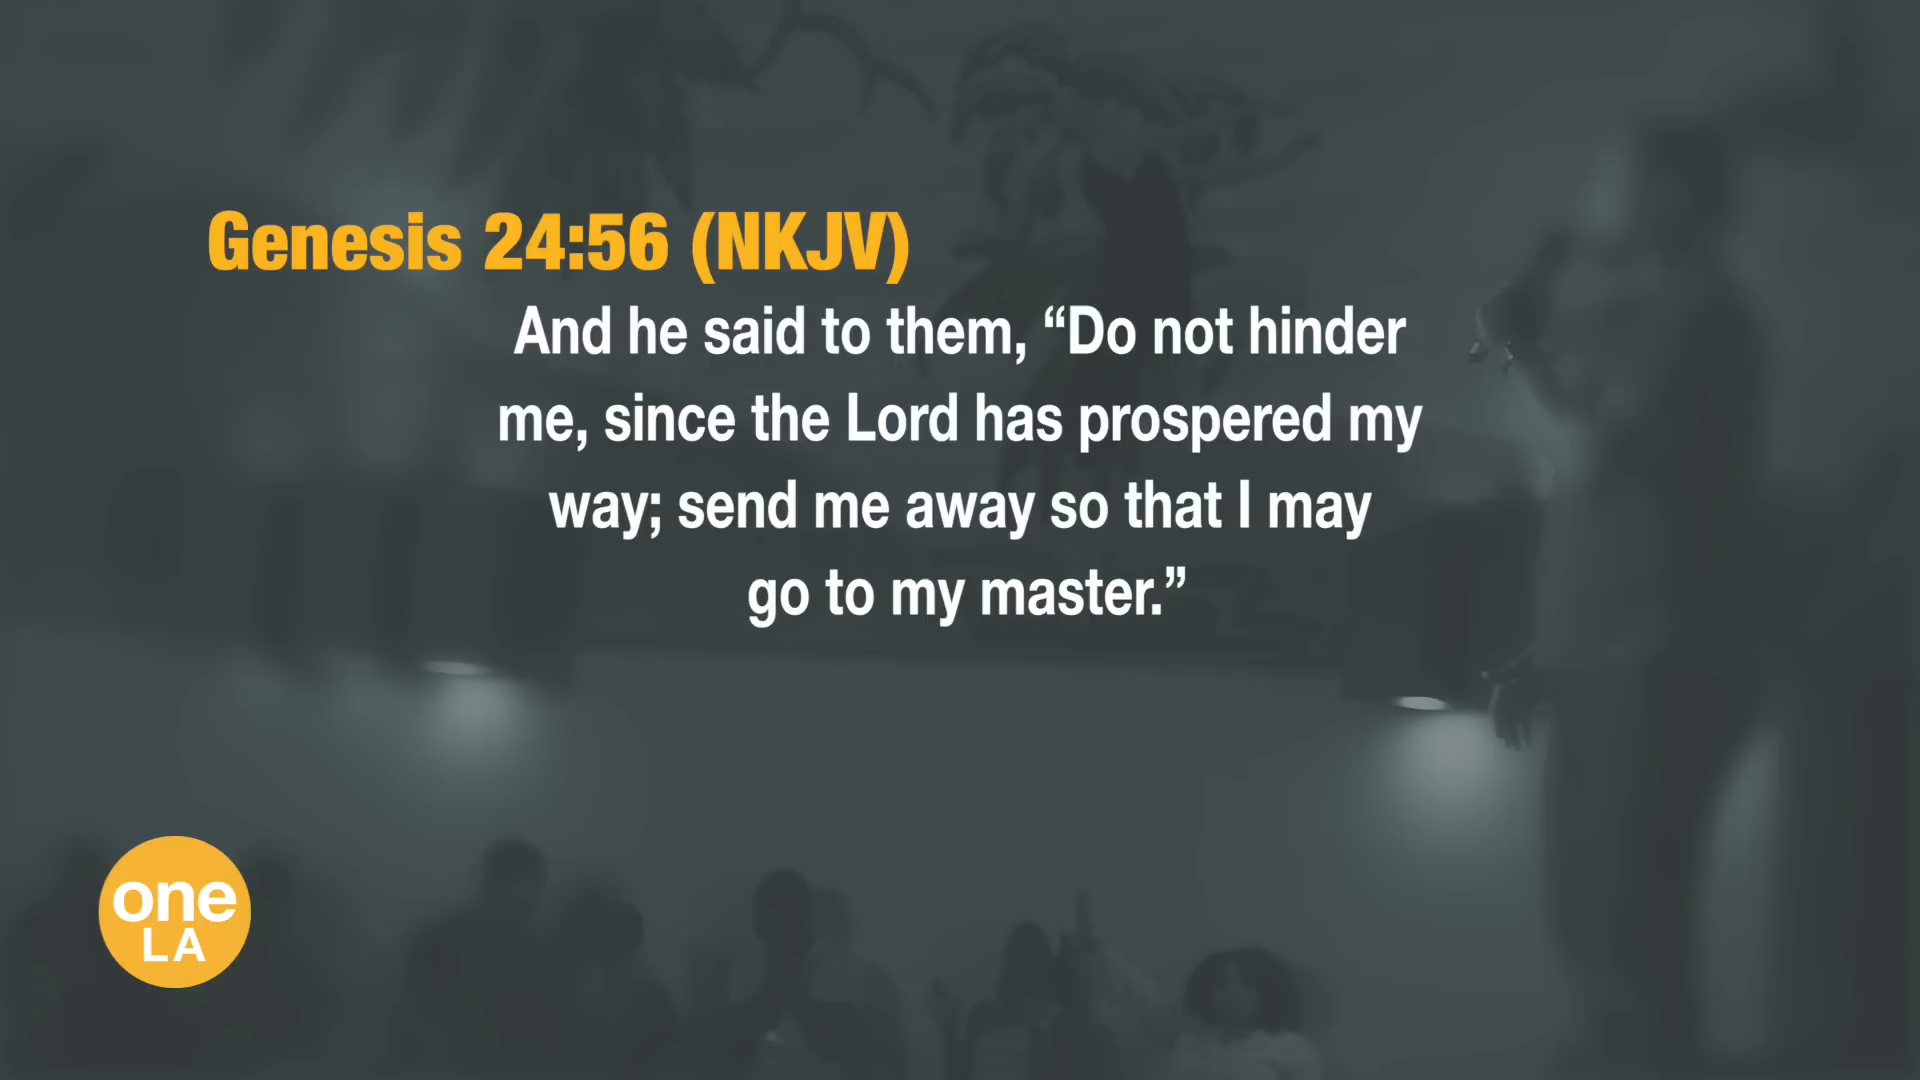 Genesis 24:56 (NKJV)
And he said to them, “Do not hinder
me, since the Lord has prospered my
way; send me away so that I may
go to my master.”
one
LA